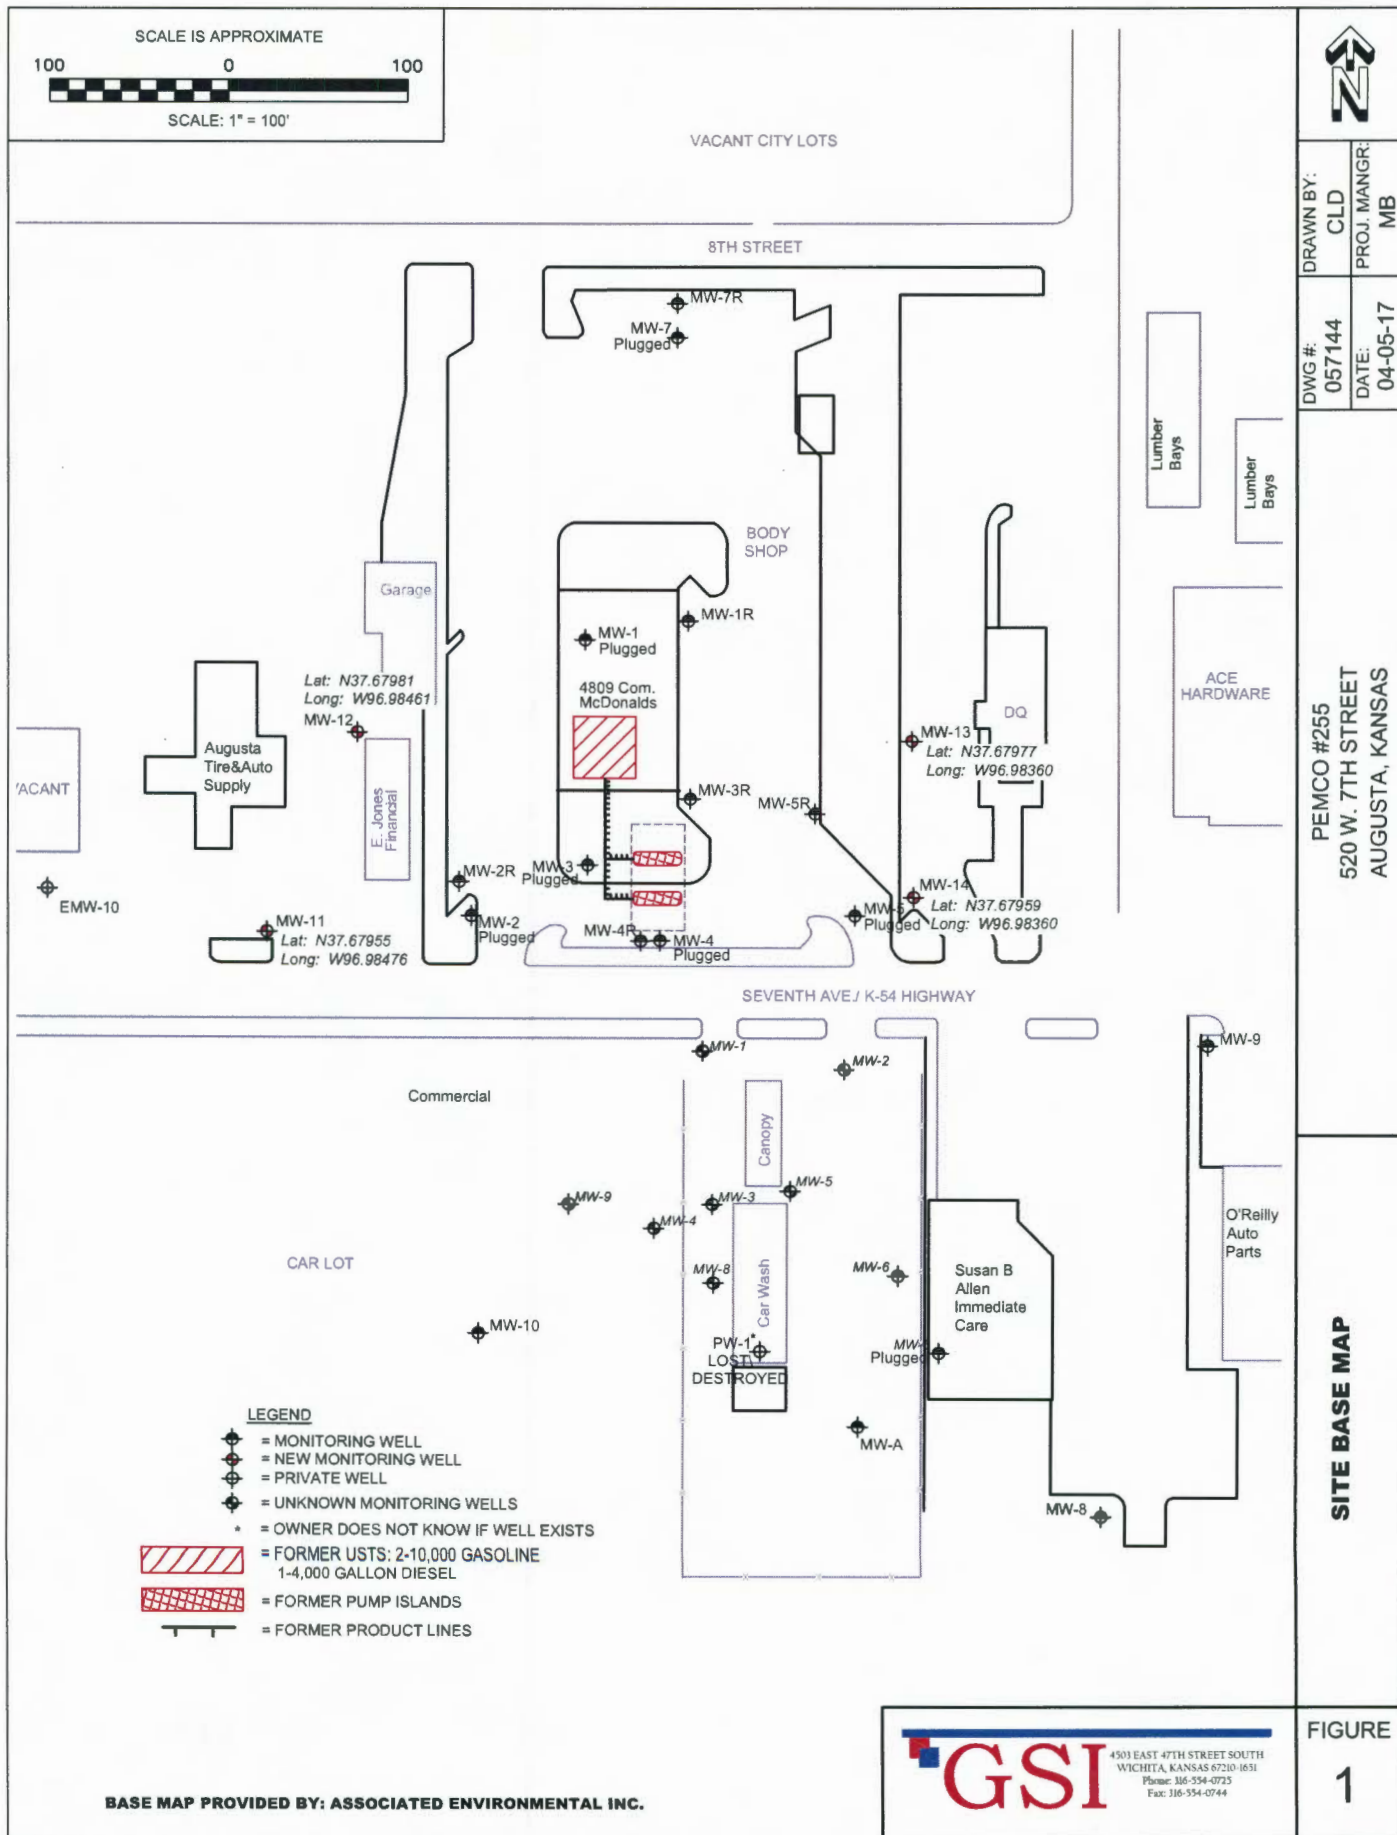 SCALE IS APPROXIMATE
100 0 100
SCALE: 1" = 100'
VACANT CITY LOTS
8TH STREET
MW-7R
MW-7
Plugged
Lumber
Bays
Lumber
Bays
BODY
SHOP
Garage
MW-1R
MW-1
Plugged
Lat: N37.67981
Long: W96.98461
MW-12
4809 Com.
McDonalds
ACE
HARDWARE
DQ
MW-13
Lat: N37.67977
Long: W96.98360
Augusta
Tire&Auto
Supply
E. Jones
Financial
MW-3R
MW-5R
MW-3
Plugged
MW-2R
EMW-10
MW-14
Lat: N37.67959
Long: W96.98360
MW-11
Lat: N37.67955
Long: W96.98476
MW-2
Plugged
MW-4R
MW-4
Plugged
MW-5
Plugged
SEVENTH AVE./ K-54 HIGHWAY
MW-1
MW-2
MW-9
Commercial
Canopy
MW-9
MW-3
MW-5
MW-4
CAR LOT
MW-8
Car Wash
MW-6
Susan B
Allen
Immediate
Care
O'Reilly
Auto
Parts
MW-10
PW-1*
LOST\
DESTROYED
MW-
Plugged
MW-A
MW-8
LEGEND
= MONITORING WELL
= NEW MONITORING WELL
= PRIVATE WELL
= UNKNOWN MONITORING WELLS
* = OWNER DOES NOT KNOW IF WELL EXISTS
= FORMER USTS: 2-10,000 GASOLINE
1-4,000 GALLON DIESEL
= FORMER PUMP ISLANDS
= FORMER PRODUCT LINES
BASE MAP PROVIDED BY: ASSOCIATED ENVIRONMENTAL INC.
GSI
4503 EAST 47TH STREET SOUTH
WICHITA, KANSAS 67210-1651
Phone: 316-554-0725
Fax: 316-554-0744
N
DRAWN BY:
CLD
PROJ. MANGR:
MB
DWG #:
057144
DATE:
04-05-17
PEMCO #255
520 W. 7TH STREET
AUGUSTA, KANSAS
SITE BASE MAP
FIGURE
1